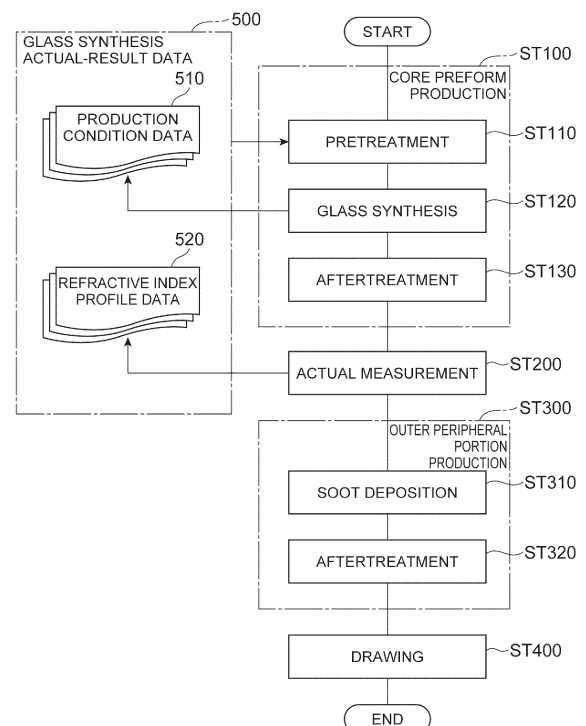 START
500
GLASS SYNTHESIS
ACTUAL-RESULT DATA
510
PRODUCTION
CONDITION DATA
520
REFRACTIVE INDEX
PROFILE DATA
ST100
CORE PREFORM
PRODUCTION
PRETREATMENT
ST110
GLASS SYNTHESIS
ST120
AFTERTREATMENT
ST130
ACTUAL MEASUREMENT
ST200
ST300
OUTER PERIPHERAL
PORTION
PRODUCTION
SOOT DEPOSITION
ST310
AFTERTREATMENT
ST320
DRAWING
ST400
END